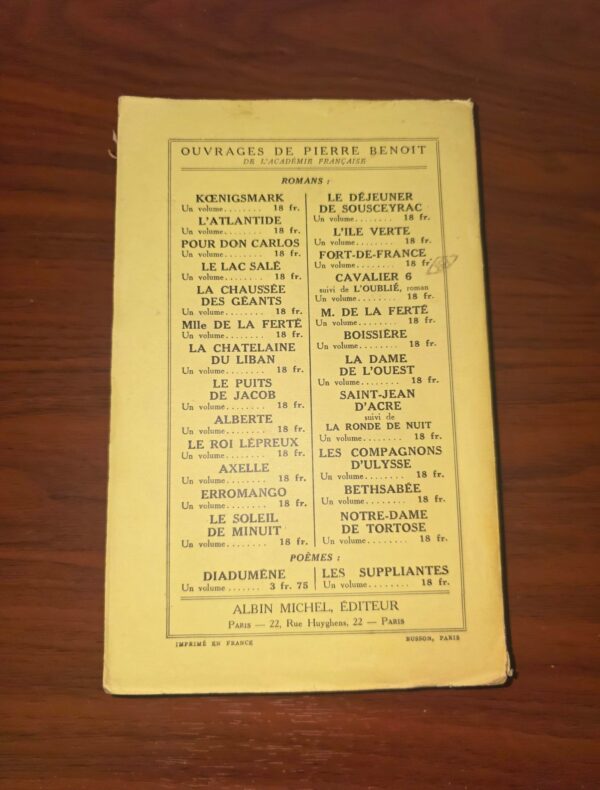 OUVRAGES DE PIERRE BENOIT
DE L'ACADÉMIE FRANÇAISE
ROMANS :
KŒNIGSMARK
Un volume........ 18 fr.
L'ATLANTIDE
Un volume........ 18 fr.
POUR DON CARLOS
Un volume........ 18 fr.
LE LAC SALÉ
Un volume........ 18 fr.
LA CHAUSSÉE
DES GÉANTS
Un volume........ 18 fr.
Mlle DE LA FERTÉ
Un volume........ 18 fr.
LA CHATELAINE
DU LIBAN
Un volume........ 18 fr.
LE PUITS
DE JACOB
Un volume........ 18 fr.
ALBERTE
Un volume........ 18 fr.
LE ROI LÉPREUX
Un volume........ 18 fr.
AXELLE
Un volume........ 18 fr.
ERROMANGO
Un volume........ 18 fr.
LE SOLEIL
DE MINUIT
Un volume........ 18 fr.
LE DÉJEUNER
DE SOUSCEYRAC
Un volume........ 18 fr.
L'ILE VERTE
Un volume........ 18 fr.
FORT-DE-FRANCE
Un volume........ 18 fr.
CAVALIER 6
suivi de L'OUBLIÉ, roman
Un volume........ 18 fr.
M. DE LA FERTÉ
Un volume........ 18 fr.
BOISSIÈRE
Un volume........ 18 fr.
LA DAME
DE L'OUEST
Un volume........ 18 fr.
SAINT-JEAN
D'ACRE
suivi de
LA RONDE DE NUIT
Un volume........ 18 fr.
LES COMPAGNONS
D'ULYSSE
Un volume........ 18 fr.
BETHSABÉE
Un volume........ 18 fr.
NOTRE-DAME
DE TORTOSE
Un volume........ 18 fr.
POÈMES :
DIADUMÈNE
Un volume...... 3 fr. 75
LES SUPPLIANTES
Un volume........ 18 fr.
ALBIN MICHEL, ÉDITEUR
PARIS — 22, Rue Huyghens, 22 — PARIS
IMPRIMÉ EN FRANCE
BUSSON, PARIS